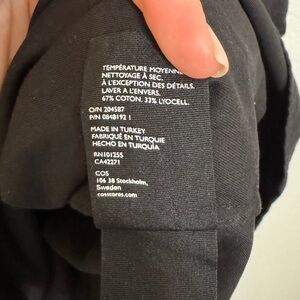 TEMPÉRATURE MOYENNE
NETTOYAGE À SEC.
À L'EXCEPTION DES DÉTAILS.
LAVER A L'ENVERS.
67% COTON. 33% LYOCELL.
O/N 204587
P/N 0848192 1
MADE IN TURKEY
FABRIQUÉ EN TURQUIE
HECHO EN TURQUÍA
RN101255
CA42271
COS
106 38 Stockholm,
Sweden
cosstores.com